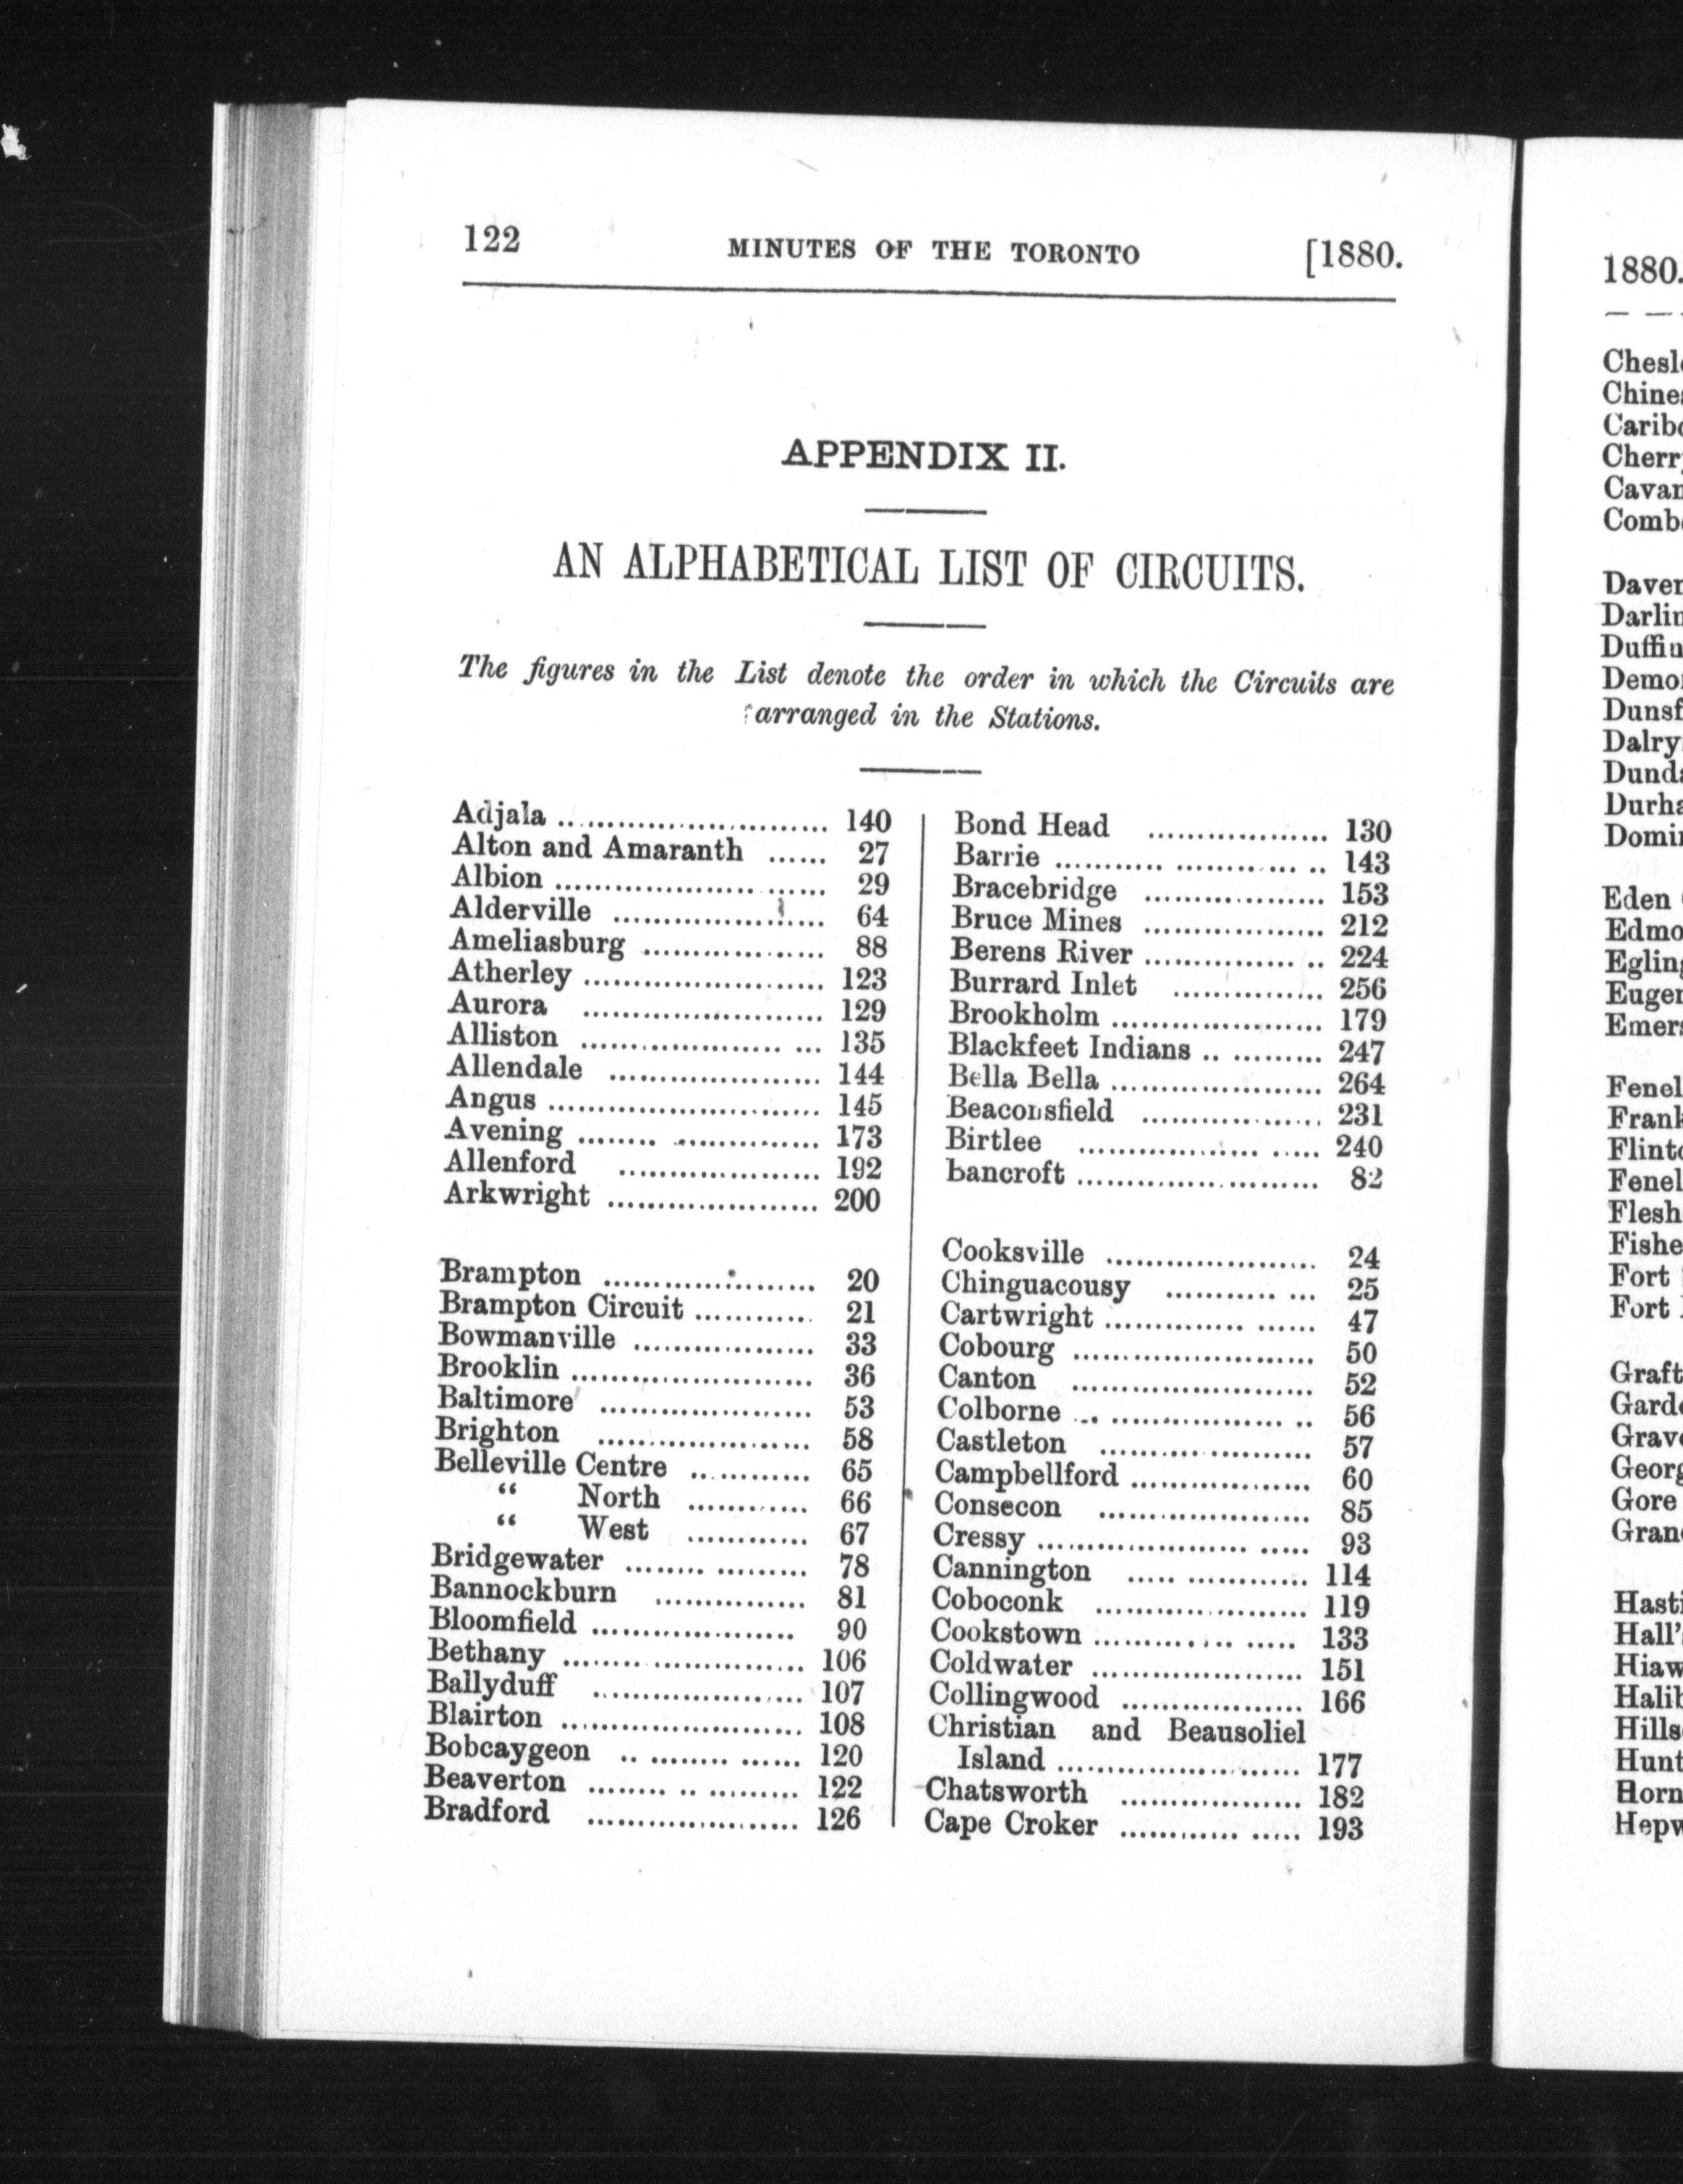 122 MINUTES OF THE TORONTO [1880.
APPENDIX II.
AN ALPHABETICAL LIST OF CIRCUITS.
The figures in the List denote the order in which the Circuits are
arranged in the Stations.
Adjala 140
Alton and Amaranth 27
Albion 29
Alderville 64
Ameliasburg 88
Atherley 123
Aurora 129
Alliston 135
Allendale 144
Angus 145
Avening 173
Allenford 192
Arkwright 200
Brampton 20
Brampton Circuit 21
Bowmanville 33
Brooklin 36
Baltimore 53
Brighton 58
Belleville Centre 65
“ North 66
“ West 67
Bridgewater 78
Bannockburn 81
Bloomfield 90
Bethany 106
Ballyduff 107
Blairton 108
Bobcaygeon 120
Beaverton 122
Bradford 126
Bond Head 130
Barrie 143
Bracebridge 153
Bruce Mines 212
Berens River 224
Burrard Inlet 256
Brookholm 179
Blackfeet Indians 247
Bella Bella 264
Beaconsfield 231
Birtlee 240
bancroft 82
Cooksville 24
Chinguacousy 25
Cartwright 47
Cobourg 50
Canton 52
Colborne 56
Castleton 57
Campbellford 60
Consecon 85
Cressy 93
Cannington 114
Coboconk 119
Cookstown 133
Coldwater 151
Collingwood 166
Christian and Beausoliel
Island 177
Chatsworth 182
Cape Croker 193
1880.
Eden
Fort
Fort
Gore